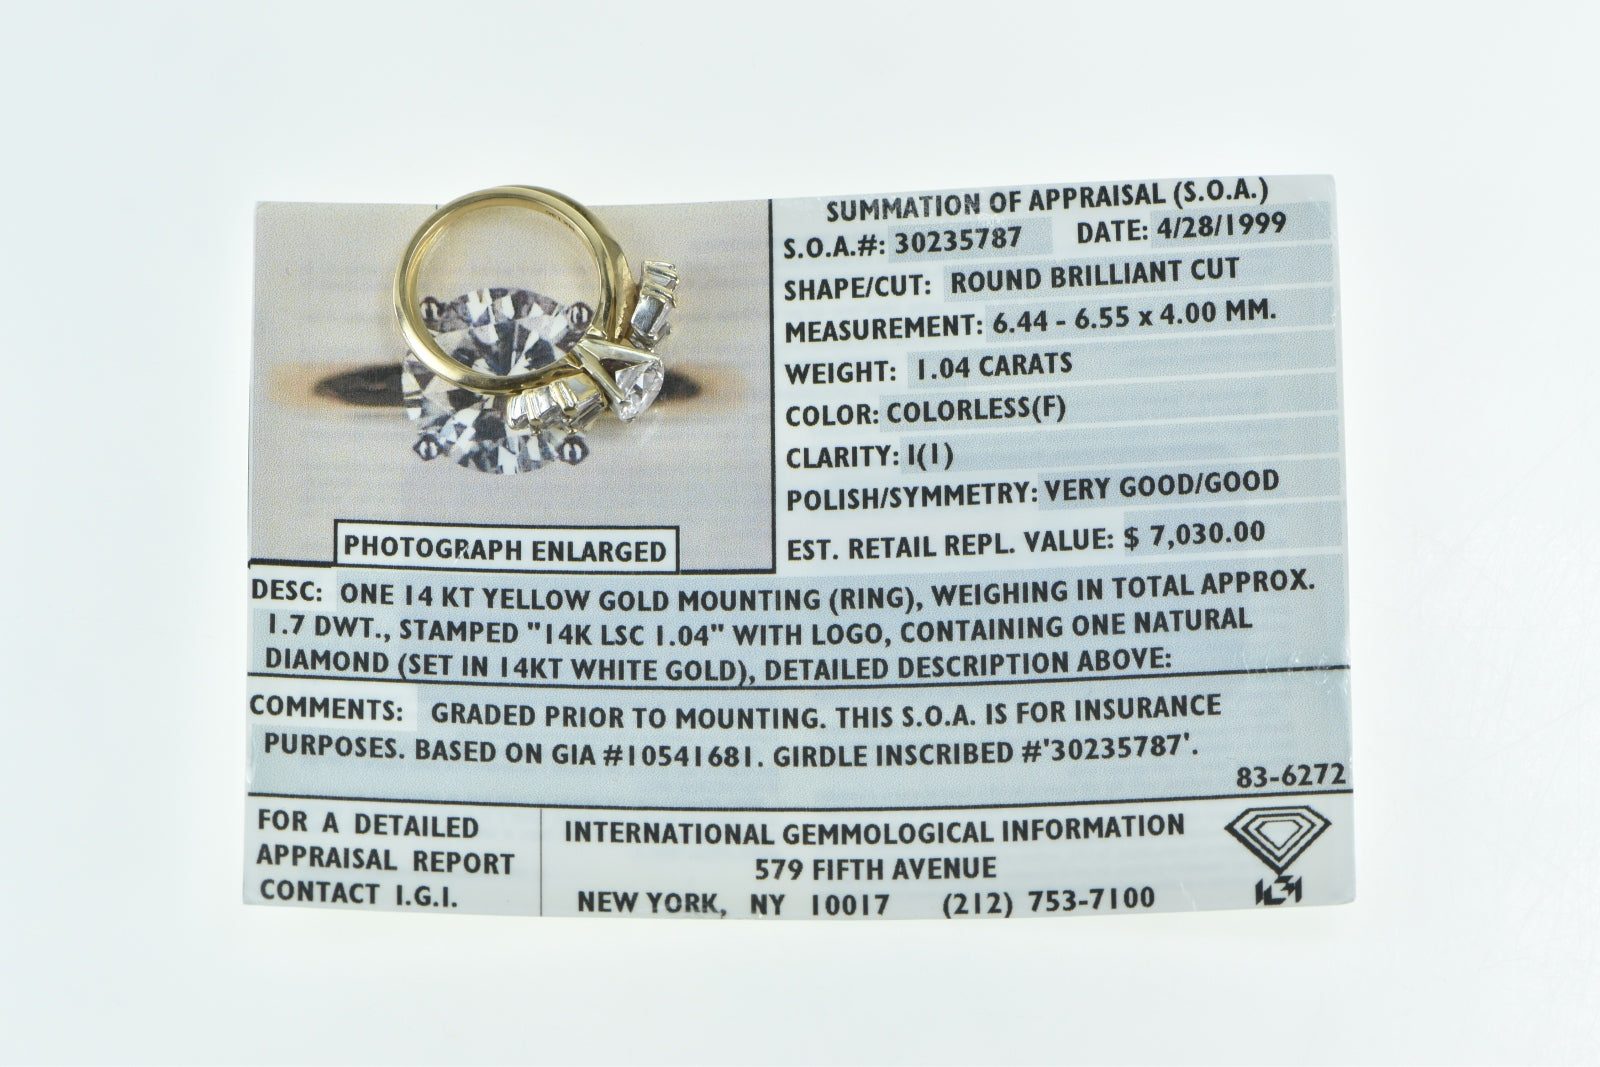 SUMMATION OF APPRAISAL (S.O.A.)
S.O.A.#: 30235787 DATE: 4/28/1999
SHAPE/CUT: ROUND BRILLIANT CUT
MEASUREMENT: 6.44 - 6.55 x 4.00 MM.
WEIGHT: 1.04 CARATS
COLOR: COLORLESS(F)
CLARITY: I(1)
POLISH/SYMMETRY: VERY GOOD/GOOD
EST. RETAIL REPL. VALUE: $ 7,030.00
PHOTOGRAPH ENLARGED
DESC: ONE 14 KT YELLOW GOLD MOUNTING (RING), WEIGHING IN TOTAL APPROX.
1.7 DWT., STAMPED "14K LSC 1.04" WITH LOGO, CONTAINING ONE NATURAL
DIAMOND (SET IN 14KT WHITE GOLD), DETAILED DESCRIPTION ABOVE:
COMMENTS: GRADED PRIOR TO MOUNTING. THIS S.O.A. IS FOR INSURANCE
PURPOSES. BASED ON GIA #10541681. GIRDLE INSCRIBED #'30235787'.
83-6272
FOR A DETAILED
APPRAISAL REPORT
CONTACT I.G.I.
INTERNATIONAL GEMMOLOGICAL INFORMATION
579 FIFTH AVENUE
NEW YORK, NY 10017 (212) 753-7100
IGI